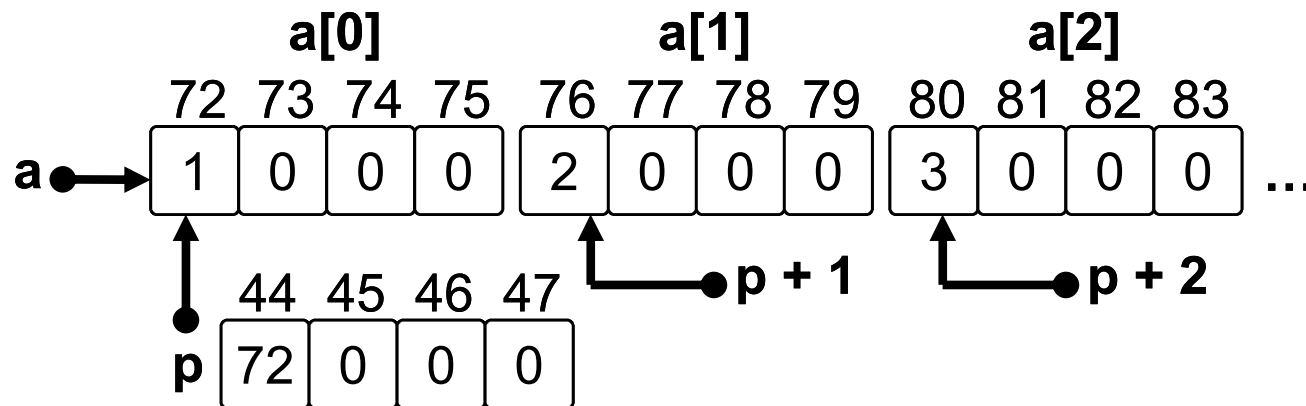 a[0] a[1] a[2]
72 73 74 75 76 77 78 79 80 81 82 83
a 1 0 0 0 2 0 0 0 3 0 0 0 ...
p + 1 p + 2
44 45 46 47
p 72 0 0 0